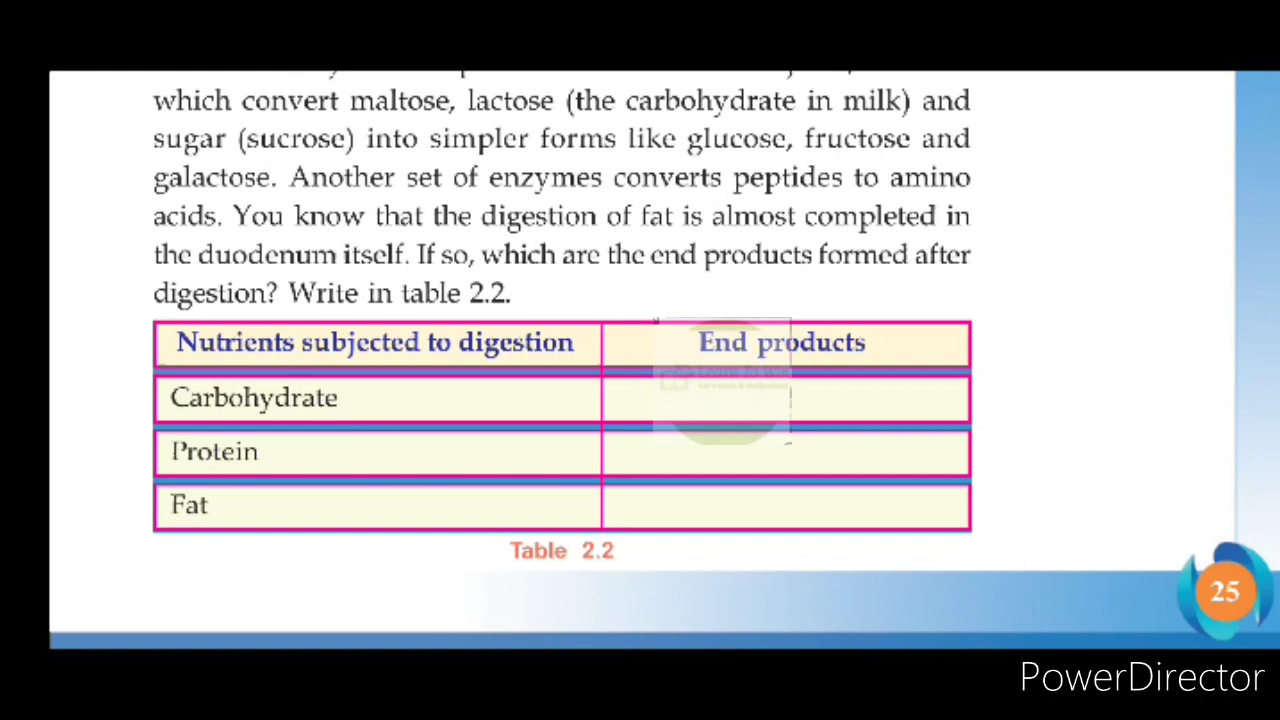 which convert maltose, lactose (the carbohydrate in milk) and
sugar (sucrose) into simpler forms like glucose, fructose and
galactose. Another set of enzymes converts peptides to amino
acids. You know that the digestion of fat is almost completed in
the duodenum itself. If so, which are the end products formed after
digestion? Write in table 2.2.
Nutrients subjected to digestion End products
Carbohydrate
Protein
Fat
Table 2.2
25
PowerDirector